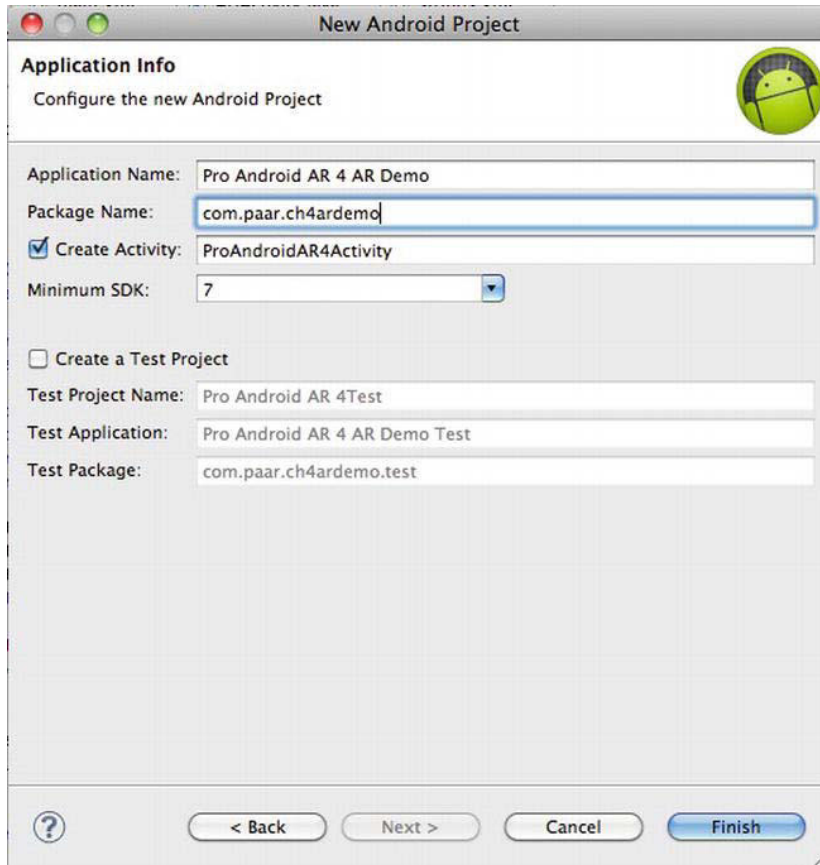 New Android Project
Application Info
Configure the new Android Project
Application Name: Pro Android AR 4 AR Demo
Package Name: com.paar.ch4ardemo
Create Activity: ProAndroidAR4Activity
Minimum SDK: 7
Create a Test Project
Test Project Name: Pro Android AR 4Test
Test Application: Pro Android AR 4 AR Demo Test
Test Package: com.paar.ch4ardemo.test
? < Back Next > Cancel Finish